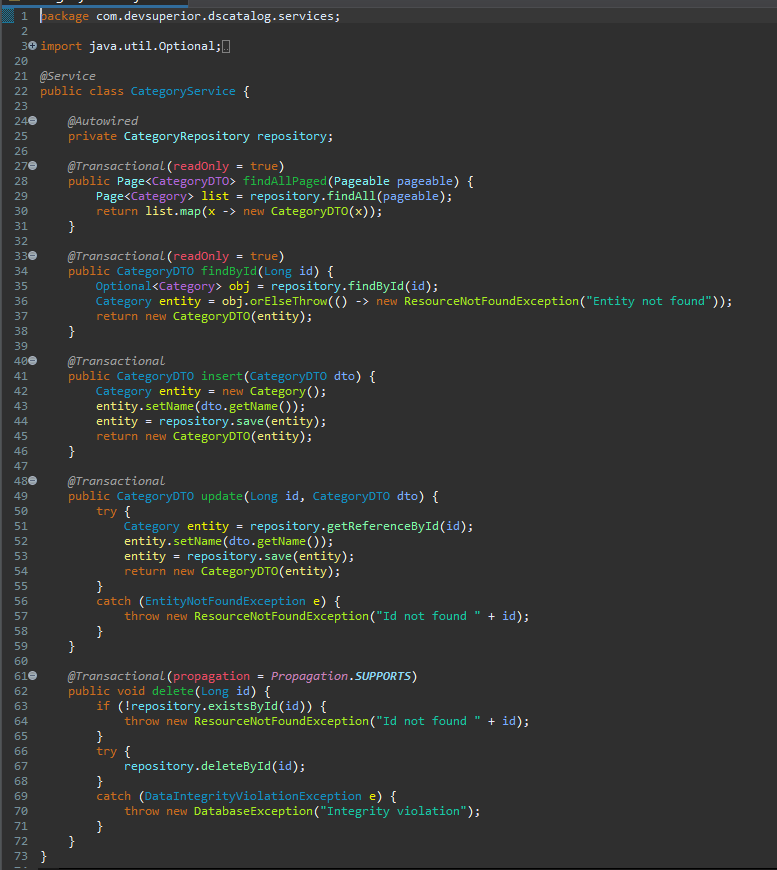 1 package com.devsuperior.dscatalog.services;
2
3 import java.util.Optional;
20
21 @Service
22 public class CategoryService {
23
24     @Autowired
25     private CategoryRepository repository;
26
27     @Transactional(readOnly = true)
28     public Page<CategoryDTO> findAllPaged(Pageable pageable) {
29         Page<Category> list = repository.findAll(pageable);
30         return list.map(x -> new CategoryDTO(x));
31     }
32
33     @Transactional(readOnly = true)
34     public CategoryDTO findById(Long id) {
35         Optional<Category> obj = repository.findById(id);
36         Category entity = obj.orElseThrow(() -> new ResourceNotFoundException("Entity not found"));
37         return new CategoryDTO(entity);
38     }
39
40     @Transactional
41     public CategoryDTO insert(CategoryDTO dto) {
42         Category entity = new Category();
43         entity.setName(dto.getName());
44         entity = repository.save(entity);
45         return new CategoryDTO(entity);
46     }
47
48     @Transactional
49     public CategoryDTO update(Long id, CategoryDTO dto) {
50         try {
51             Category entity = repository.getReferenceById(id);
52             entity.setName(dto.getName());
53             entity = repository.save(entity);
54             return new CategoryDTO(entity);
55         }
56         catch (EntityNotFoundException e) {
57             throw new ResourceNotFoundException("Id not found " + id);
58         }
59     }
60
61     @Transactional(propagation = Propagation.SUPPORTS)
62     public void delete(Long id) {
63         if (!repository.existsById(id)) {
64             throw new ResourceNotFoundException("Id not found " + id);
65         }
66         try {
67             repository.deleteById(id);
68         }
69         catch (DataIntegrityViolationException e) {
70             throw new DatabaseException("Integrity violation");
71         }
72     }
73 }